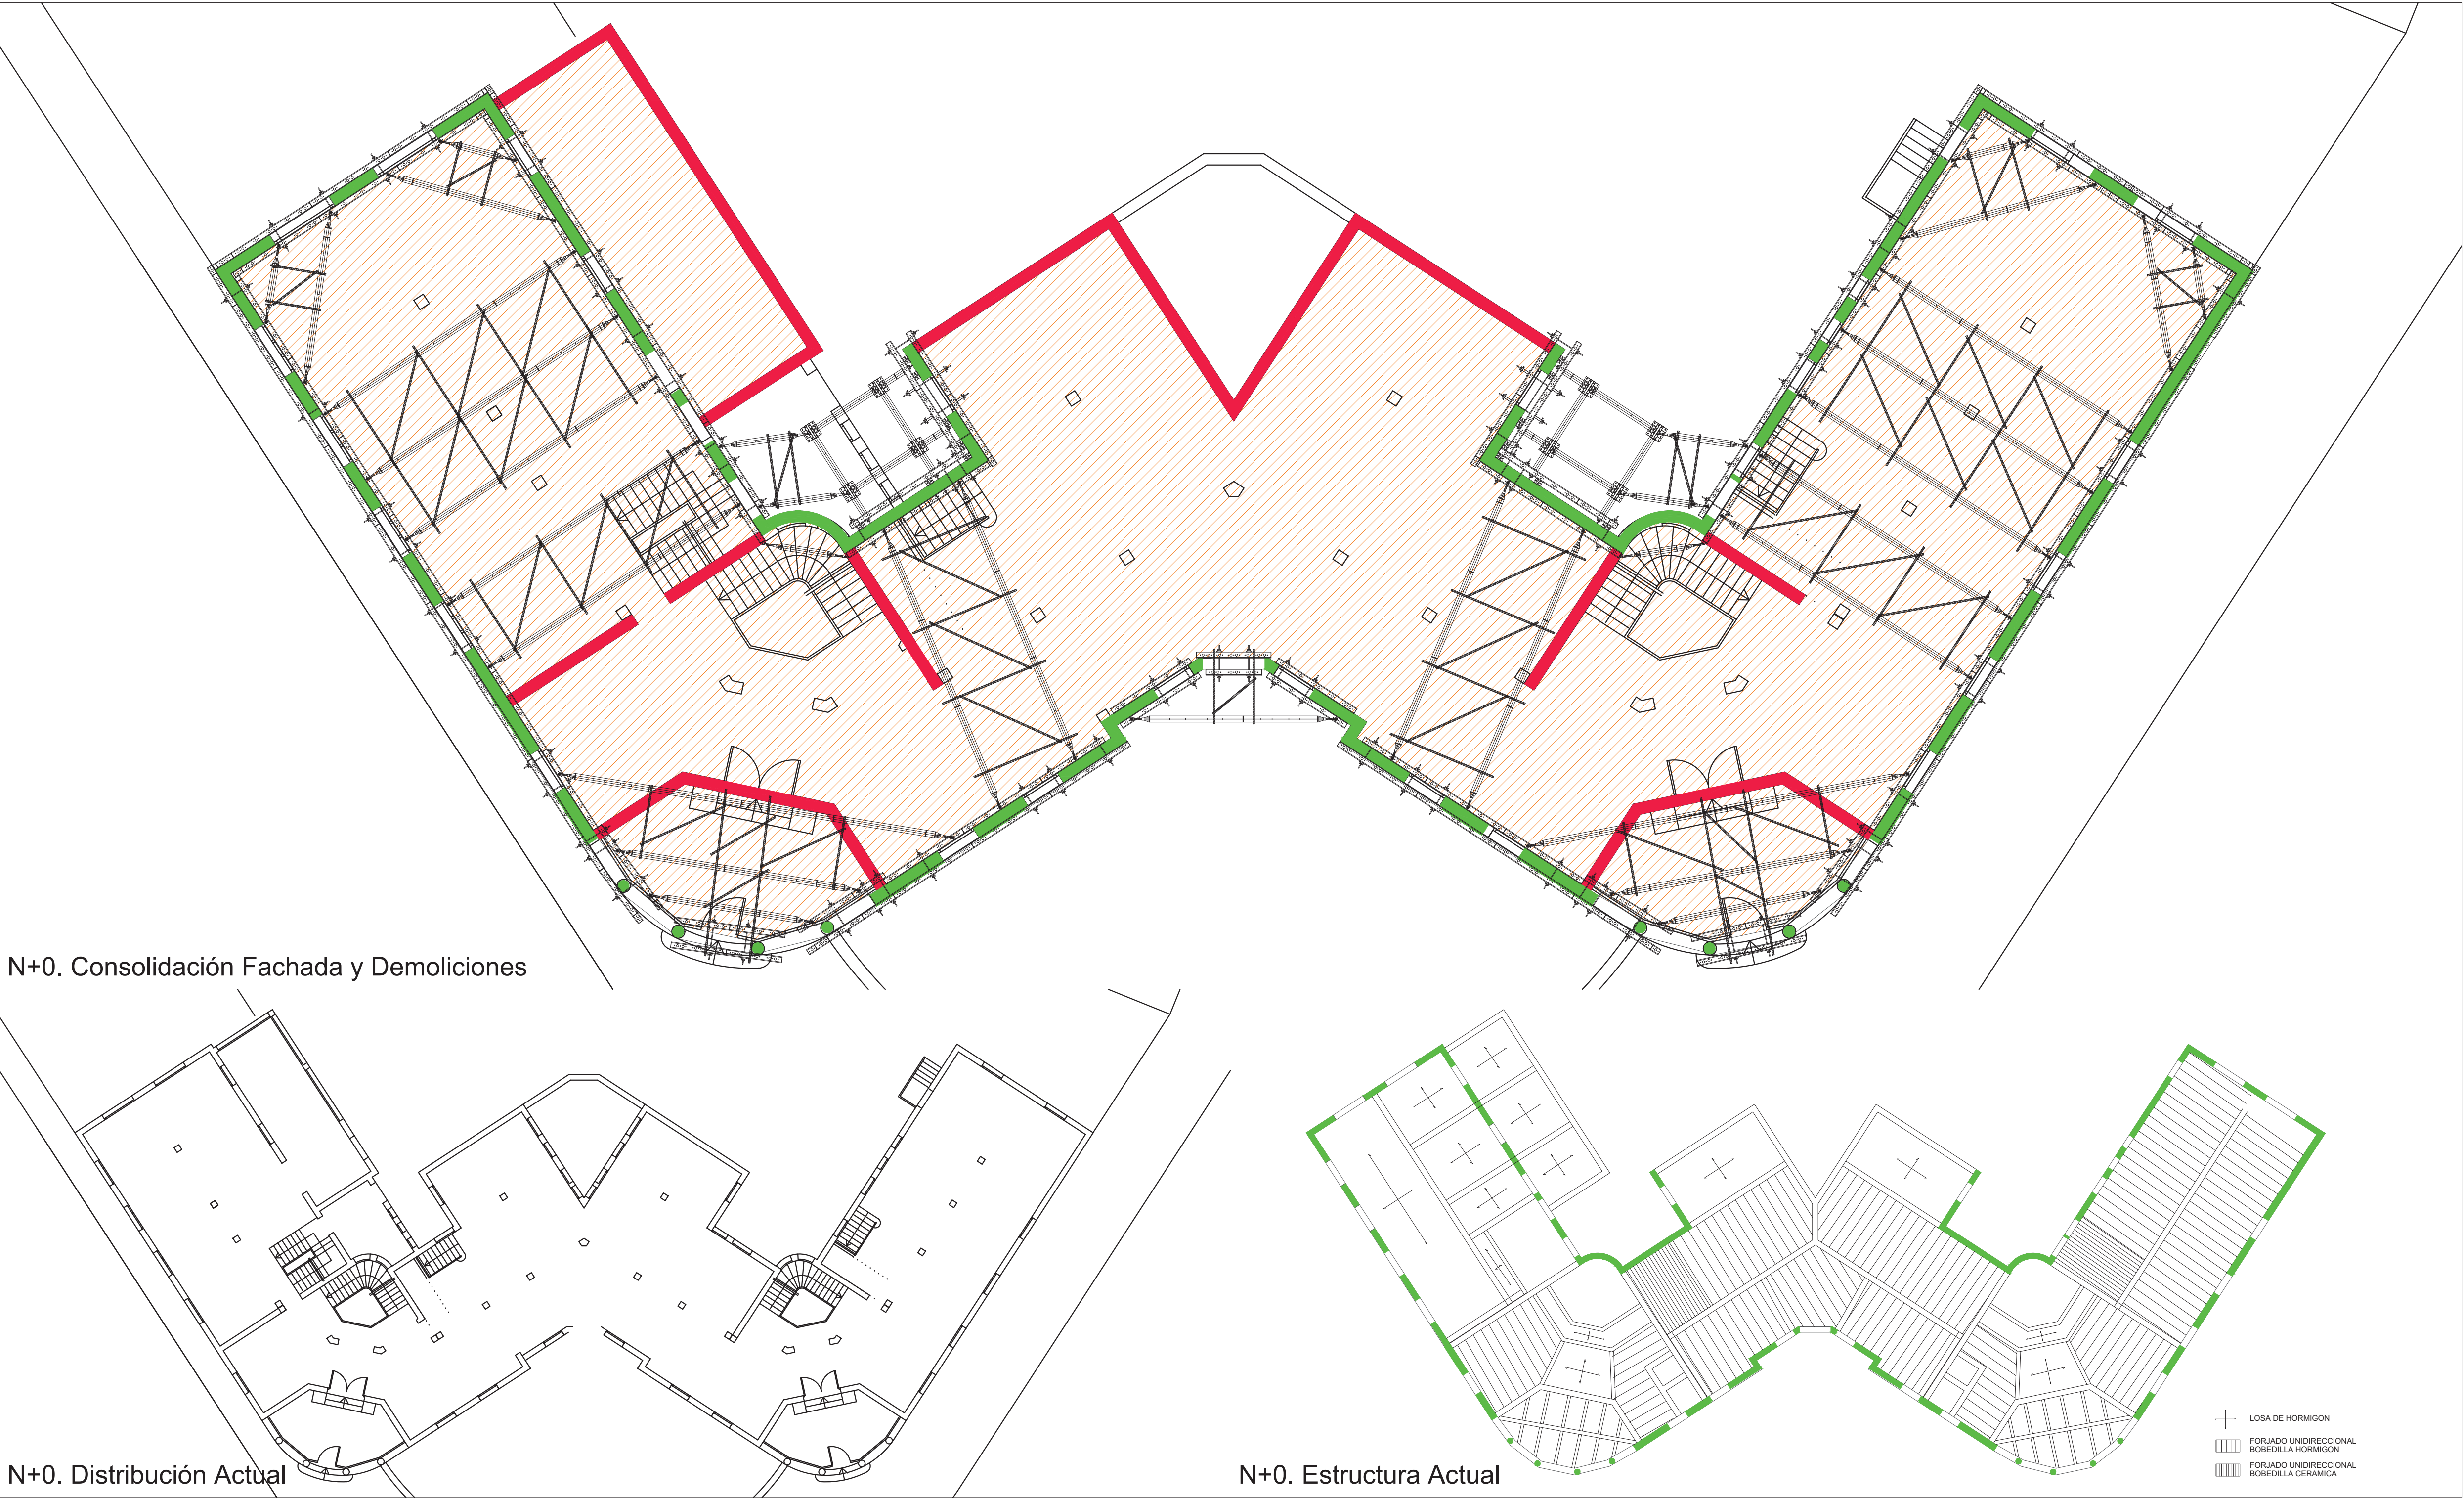 N+0. Consolidación Fachada y Demoliciones
N+0. Distribución Actual
N+0. Estructura Actual
LOSA DE HORMIGON
FORJADO UNIDIRECCIONAL
BOBEDILLA HORMIGON
FORJADO UNIDIRECCIONAL
BOBEDILLA CERAMICA